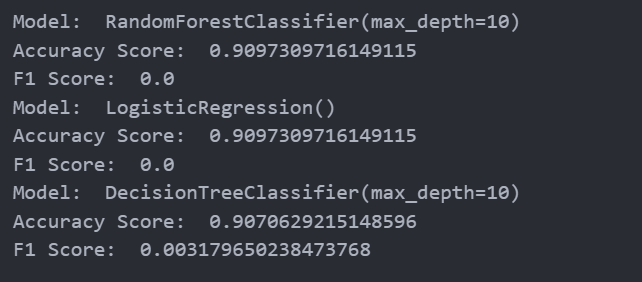 Model:  RandomForestClassifier(max_depth=10)
Accuracy Score:  0.9097309716149115
F1 Score:  0.0
Model:  LogisticRegression()
Accuracy Score:  0.9097309716149115
F1 Score:  0.0
Model:  DecisionTreeClassifier(max_depth=10)
Accuracy Score:  0.9070629215148596
F1 Score:  0.003179650238473768